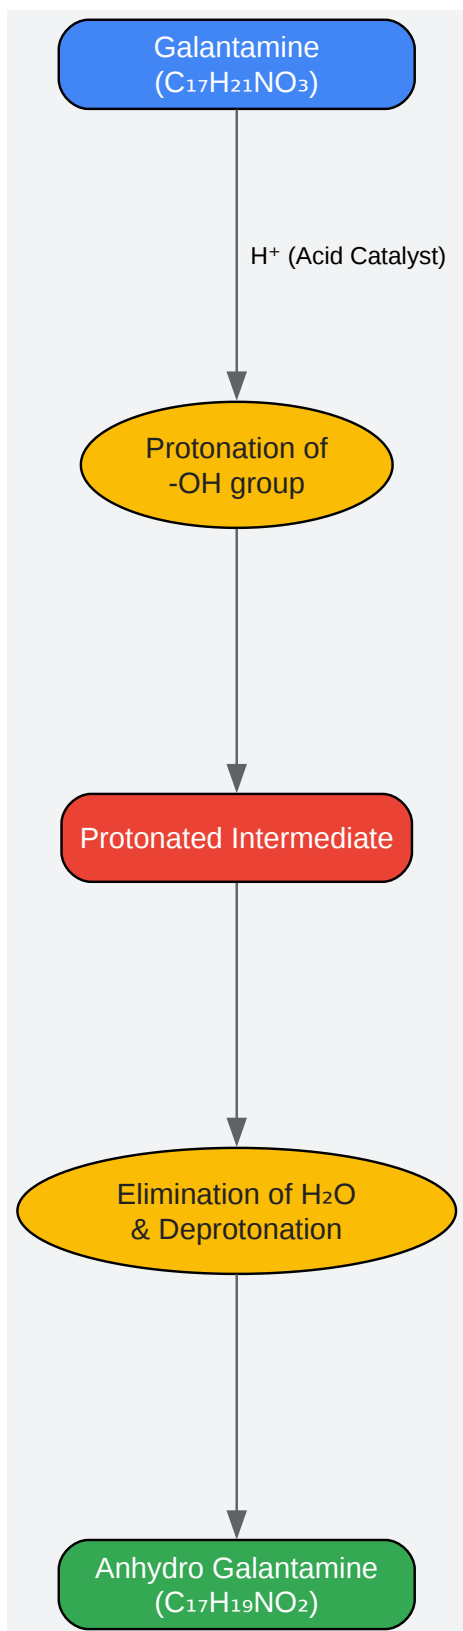 Galantamine
(C₁₇H₂₁NO₃)
H⁺ (Acid Catalyst)
Protonation of
-OH group
Protonated Intermediate
Elimination of H₂O
& Deprotonation
Anhydro Galantamine
(C₁₇H₁₉NO₂)